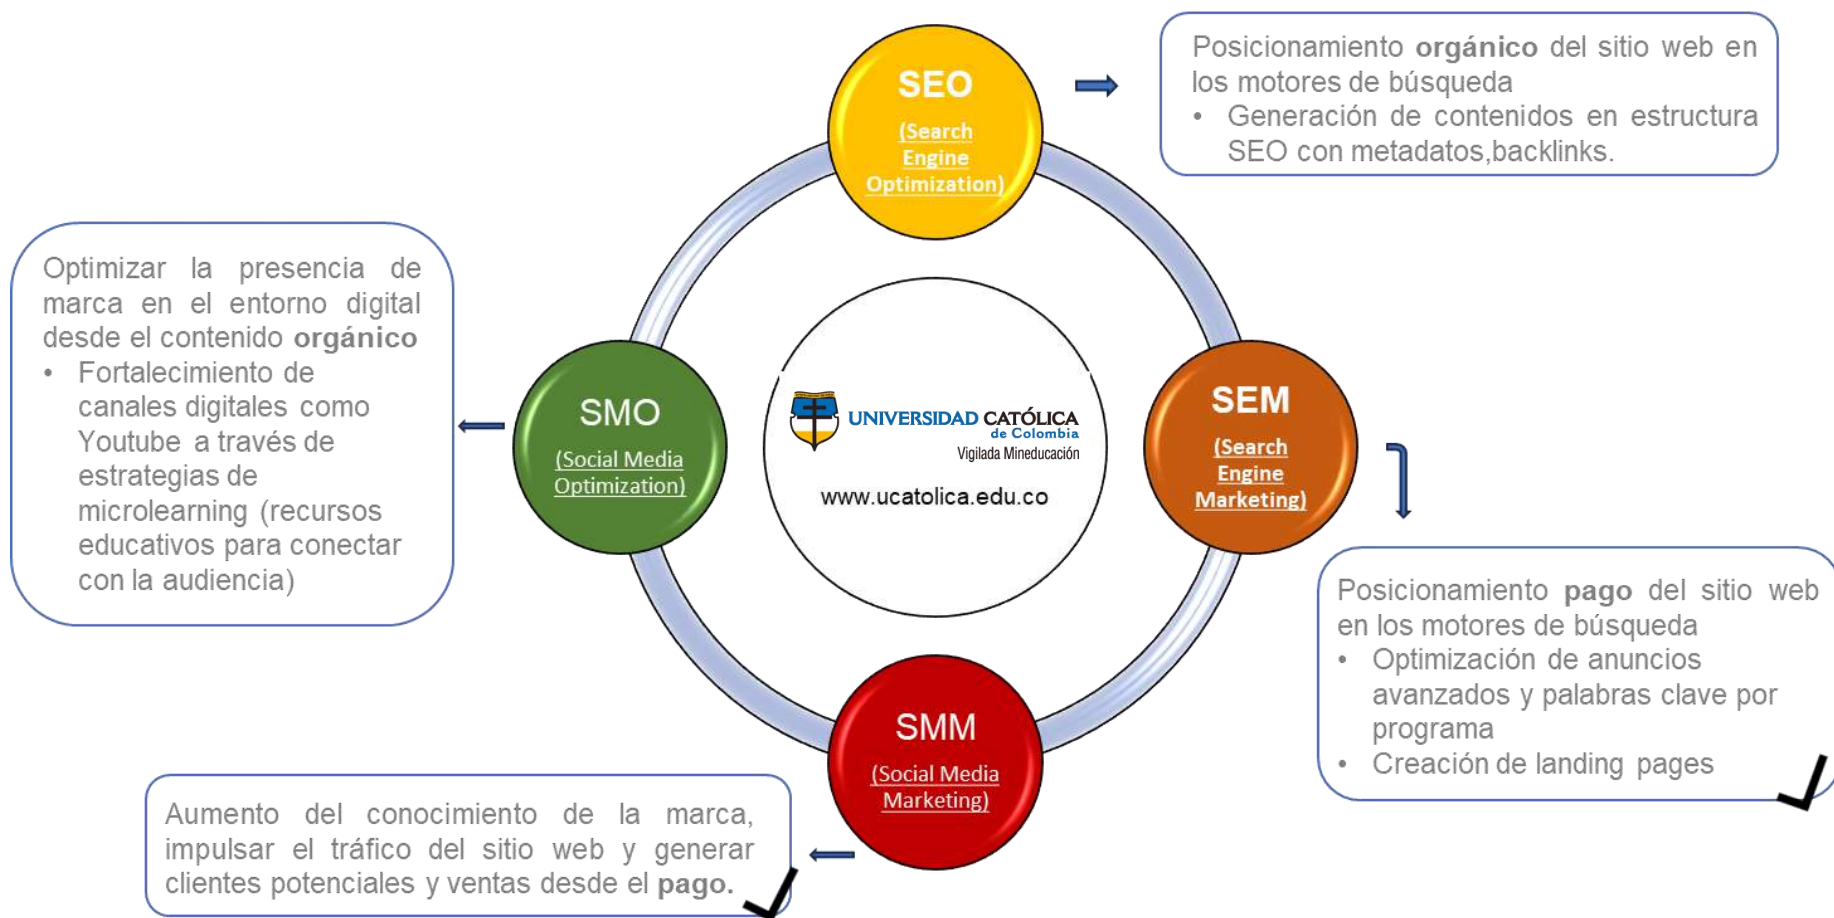 SEO
(Search
Engine
Optimization)
Posicionamiento orgánico del sitio web en
los motores de búsqueda
• Generación de contenidos en estructura
SEO con metadatos,backlinks.
Optimizar la presencia de
marca en el entorno digital
desde el contenido orgánico
• Fortalecimiento de
canales digitales como
Youtube a través de
estrategias de
microlearning (recursos
educativos para conectar
con la audiencia)
SMO
(Social Media
Optimization)
UNIVERSIDAD CATÓLICA
de Colombia
Vigilada Mineducación
www.ucatolica.edu.co
SEM
(Search
Engine
Marketing)
Posicionamiento pago del sitio web
en los motores de búsqueda
• Optimización de anuncios
avanzados y palabras clave por
programa
• Creación de landing pages
SMM
(Social Media
Marketing)
Aumento del conocimiento de la marca,
impulsar el tráfico del sitio web y generar
clientes potenciales y ventas desde el pago.